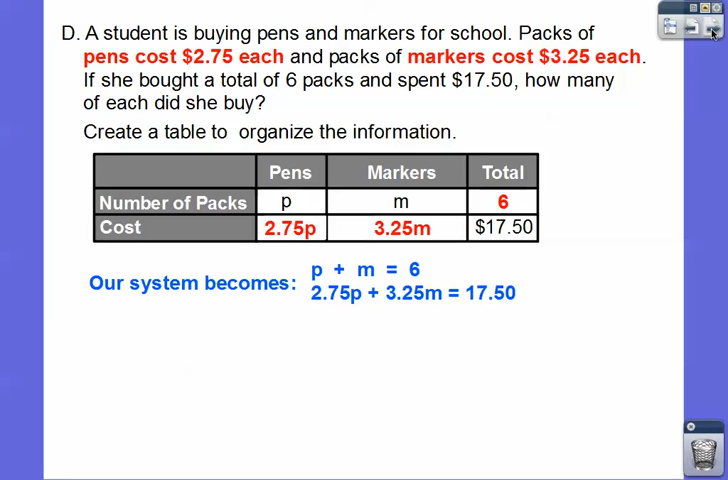 D. A student is buying pens and markers for school. Packs of
pens cost $2.75 each and packs of markers cost $3.25 each.
If she bought a total of 6 packs and spent $17.50, how many
of each did she buy?
Create a table to organize the information.
Pens Markers Total
Number of Packs p m 6
Cost 2.75p 3.25m $17.50
Our system becomes:
p + m = 6
2.75p + 3.25m = 17.50